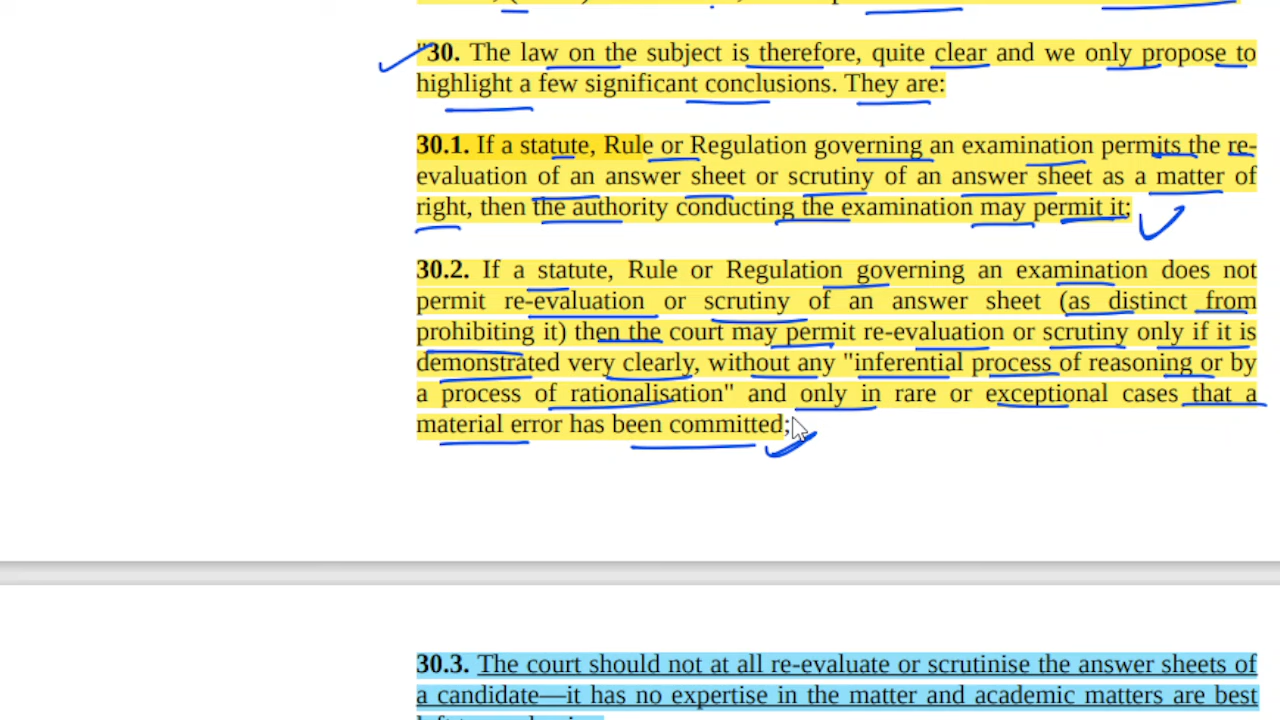 "30. The law on the subject is therefore, quite clear and we only propose to
highlight a few significant conclusions. They are:
30.1. If a statute, Rule or Regulation governing an examination permits the re-
evaluation of an answer sheet or scrutiny of an answer sheet as a matter of
right, then the authority conducting the examination may permit it;
30.2. If a statute, Rule or Regulation governing an examination does not
permit re-evaluation or scrutiny of an answer sheet (as distinct from
prohibiting it) then the court may permit re-evaluation or scrutiny only if it is
demonstrated very clearly, without any "inferential process of reasoning or by
a process of rationalisation" and only in rare or exceptional cases that a
material error has been committed;
30.3. The court should not at all re-evaluate or scrutinise the answer sheets of
a candidate—it has no expertise in the matter and academic matters are best